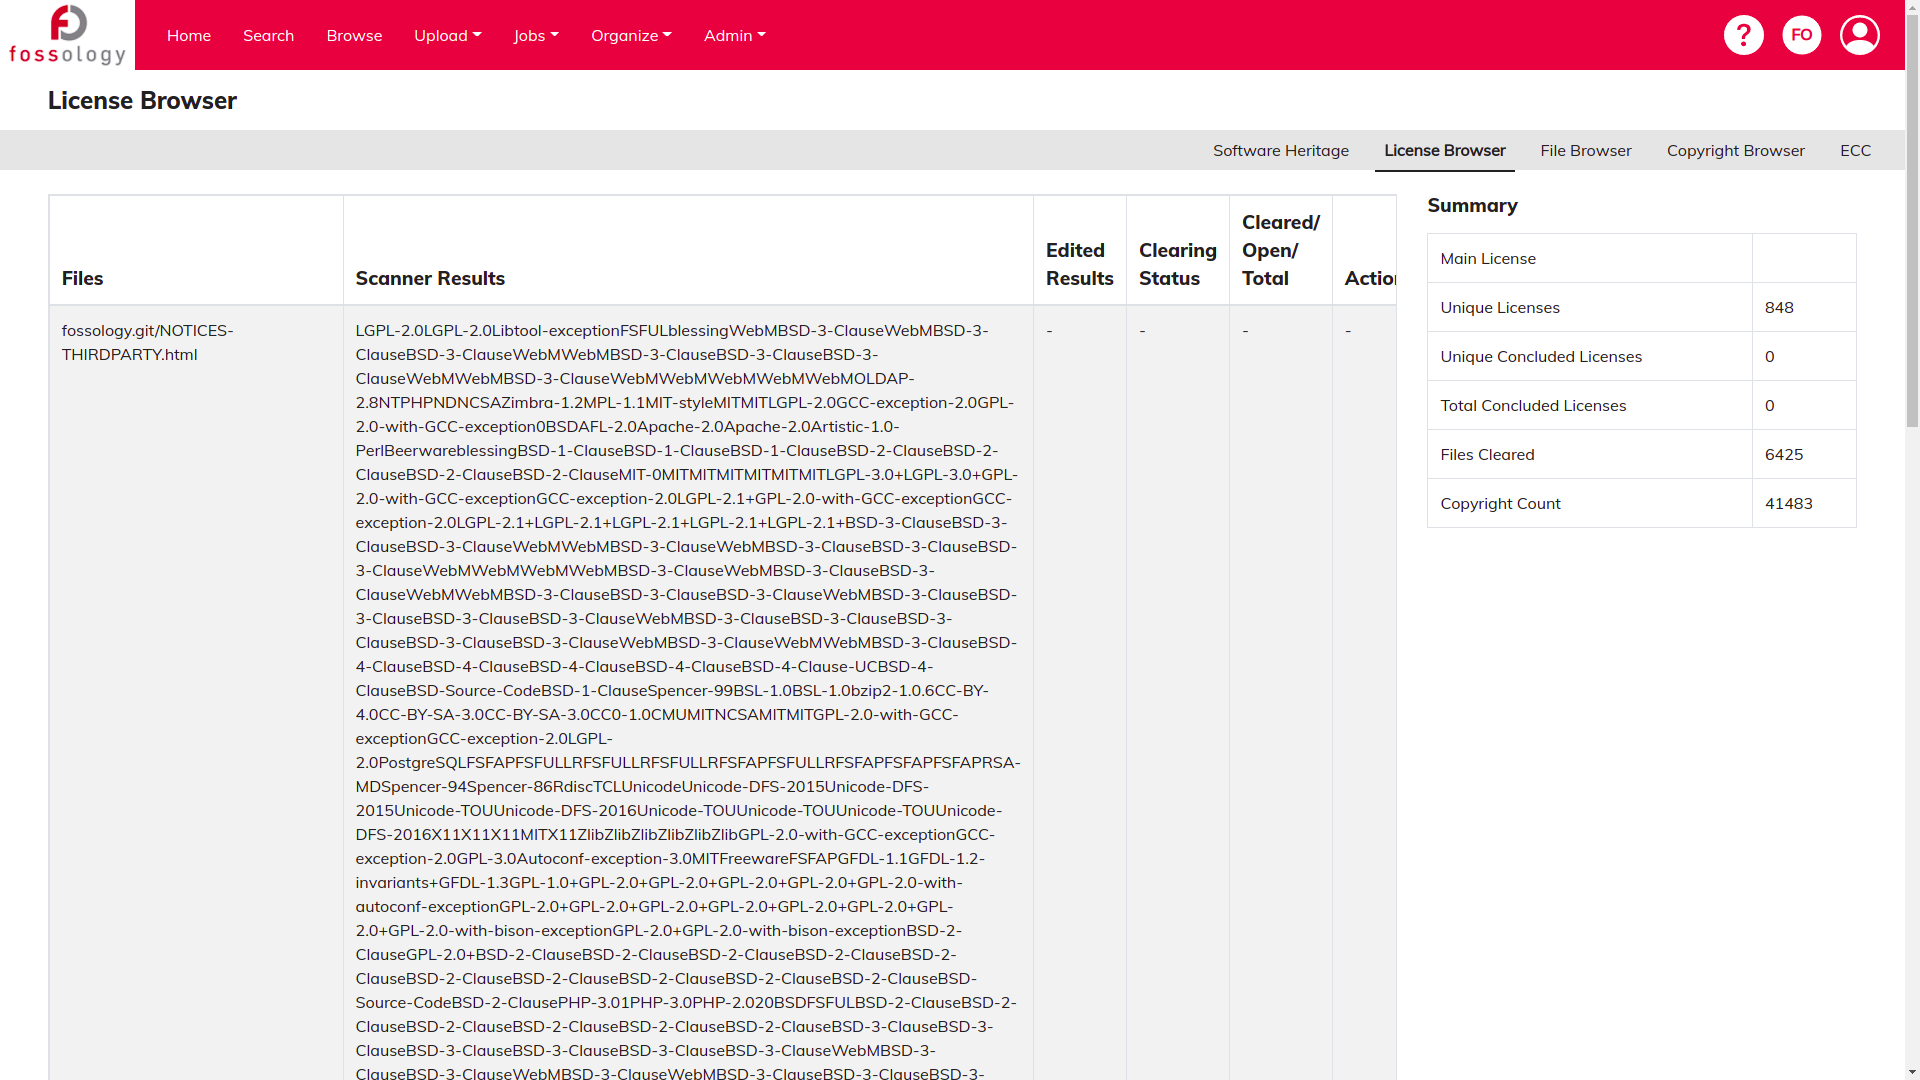 fossology
Home Search Browse Upload Jobs Organize Admin
? FO
License Browser
Software Heritage License Browser File Browser Copyright Browser ECC
Files
Scanner Results
Edited
Results
Clearing
Status
Cleared/
Open/
Total
Action
fossology.git/NOTICES-
THIRDPARTY.html
LGPL-2.0LGPL-2.0Libtool-exceptionFSFULblessingWebMBSD-3-ClauseWebMBSD-3-
ClauseBSD-3-ClauseWebMWebMBSD-3-ClauseBSD-3-ClauseBSD-3-
ClauseWebMWebMBSD-3-ClauseWebMWebMWebMWebMWebMOLDAP-
2.8NTPHPNDNCSAZimbra-1.2MPL-1.1MIT-styleMITMITLGPL-2.0GCC-exception-2.0GPL-
2.0-with-GCC-exception0BSDAFL-2.0Apache-2.0Apache-2.0Artistic-1.0-
PerlBeerwareblessingBSD-1-ClauseBSD-1-ClauseBSD-1-ClauseBSD-2-ClauseBSD-2-
ClauseBSD-2-ClauseBSD-2-ClauseMIT-0MITMITMITMITMITMITLGPL-3.0+LGPL-3.0+GPL-
2.0-with-GCC-exceptionGCC-exception-2.0LGPL-2.1+GPL-2.0-with-GCC-exceptionGCC-
exception-2.0LGPL-2.1+LGPL-2.1+LGPL-2.1+LGPL-2.1+LGPL-2.1+BSD-3-ClauseBSD-3-
ClauseBSD-3-ClauseWebMWebMBSD-3-ClauseWebMBSD-3-ClauseBSD-3-ClauseBSD-
3-ClauseWebMWebMWebMWebMBSD-3-ClauseWebMBSD-3-ClauseBSD-3-
ClauseWebMWebMBSD-3-ClauseBSD-3-ClauseBSD-3-ClauseWebMBSD-3-ClauseBSD-
3-ClauseBSD-3-ClauseBSD-3-ClauseWebMBSD-3-ClauseBSD-3-ClauseBSD-3-
ClauseBSD-3-ClauseBSD-3-ClauseWebMBSD-3-ClauseWebMWebMBSD-3-ClauseBSD-
4-ClauseBSD-4-ClauseBSD-4-ClauseBSD-4-ClauseBSD-4-Clause-UCBSD-4-
ClauseBSD-Source-CodeBSD-1-ClauseSpencer-99BSL-1.0BSL-1.0bzip2-1.0.6CC-BY-
4.0CC-BY-SA-3.0CC-BY-SA-3.0CC0-1.0CMUMITNCSAMITMITGPL-2.0-with-GCC-
exceptionGCC-exception-2.0LGPL-
2.0PostgreSQLFSFAPFSFULLRFSFULLRFSFULLRFSFAPFSFULLRFSFAPFSFAPFSFAPRSA-
MDSpencer-94Spencer-86RdiscTCLUnicodeUnicode-DFS-2015Unicode-DFS-
2015Unicode-TOUUnicode-DFS-2016Unicode-TOUUnicode-TOUUnicode-TOUUnicode-
DFS-2016X11X11X11MITX11ZlibZlibZlibZlibZlibZlibGPL-2.0-with-GCC-exceptionGCC-
exception-2.0GPL-3.0Autoconf-exception-3.0MITFreewareFSFAPGFDL-1.1GFDL-1.2-
invariants+GFDL-1.3GPL-1.0+GPL-2.0+GPL-2.0+GPL-2.0+GPL-2.0+GPL-2.0-with-
autoconf-exceptionGPL-2.0+GPL-2.0+GPL-2.0+GPL-2.0+GPL-2.0+GPL-2.0+GPL-
2.0+GPL-2.0-with-bison-exceptionGPL-2.0+GPL-2.0-with-bison-exceptionBSD-2-
ClauseGPL-2.0+BSD-2-ClauseBSD-2-ClauseBSD-2-ClauseBSD-2-
ClauseBSD-2-ClauseBSD-2-ClauseBSD-2-ClauseBSD-2-ClauseBSD-2-ClauseBSD-
Source-CodeBSD-2-ClausePHP-3.01PHP-3.0PHP-2.020BSDFSFULBSD-2-ClauseBSD-2-
ClauseBSD-2-ClauseBSD-2-ClauseBSD-2-ClauseBSD-2-ClauseBSD-3-ClauseBSD-3-
ClauseBSD-3-ClauseBSD-3-ClauseBSD-3-ClauseBSD-3-ClauseWebMBSD-3-
ClauseBSD-3-ClauseWebMBSD-3-ClauseWebMBSD-3-ClauseBSD-3-ClauseBSD-3-
- - - -
Summary
Main License
Unique Licenses 848
Unique Concluded Licenses 0
Total Concluded Licenses 0
Files Cleared 6425
Copyright Count 41483